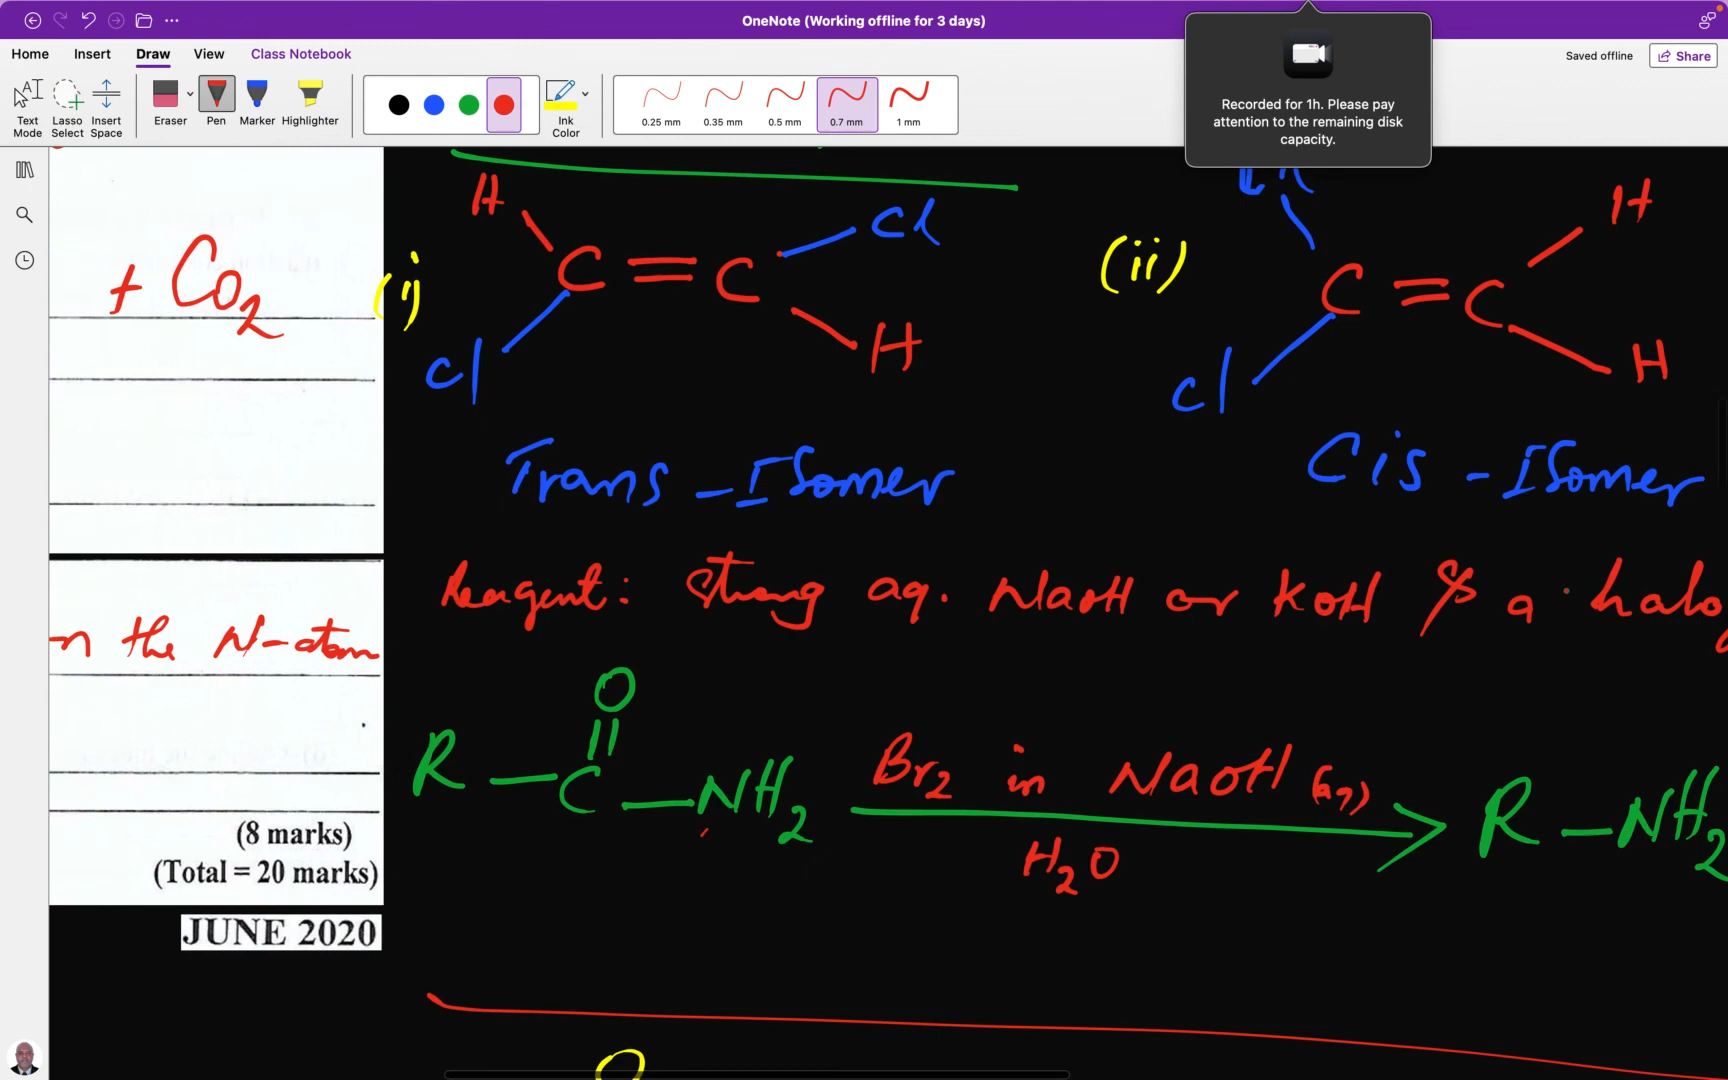 OneNote (Working offline for 3 days)
Home Insert Draw View Class Notebook
Saved offline Share
Text Mode
Lasso Select
Insert Space
Eraser
Pen
Marker
Highlighter
Ink Color
0.25 mm 0.35 mm 0.5 mm 0.7 mm 1 mm
Recorded for 1h. Please pay
attention to the remaining disk
capacity.
+ Co2
n the N-atom
(8 marks)
(Total = 20 marks)
JUNE 2020
(i)
H Cl
C = C
Cl H
Trans - Isomer
(ii)
H
C = C
Cl H
Cis - Isomer
Reagent: Strong aq. NaOH or KOH & a halo
O
R - C - NH2 Br2 in NaOH (aq) > R - NH2
H2O
O